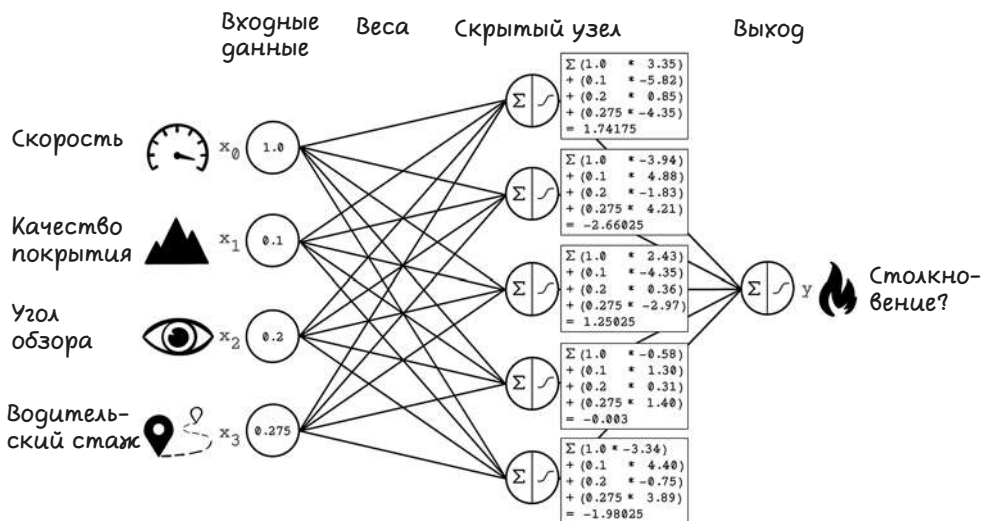 Входные
данные
Веса
Скрытый узел
Выход
Скорость
x0
1.0
Качество
покрытия
x1
0.1
Угол
обзора
x2
0.2
Водитель-
ский стаж
x3
0.275
Σ
Σ (1.0 * 3.35)
+ (0.1 * -5.82)
+ (0.2 * 0.85)
+ (0.275 * -4.35)
= 1.74175
Σ
Σ (1.0 * -3.94)
+ (0.1 * 4.88)
+ (0.2 * -1.83)
+ (0.275 * 4.21)
= -2.66025
Σ
Σ (1.0 * 2.43)
+ (0.1 * -4.35)
+ (0.2 * 0.36)
+ (0.275 * -2.97)
= 1.25025
Σ
Σ (1.0 * -0.58)
+ (0.1 * 1.30)
+ (0.2 * 0.31)
+ (0.275 * 1.40)
= -0.003
Σ
Σ (1.0 * -3.34)
+ (0.1 * 4.40)
+ (0.2 * -0.75)
+ (0.275 * 3.89)
= -1.98025
Σ
y
Столкно-
вение?